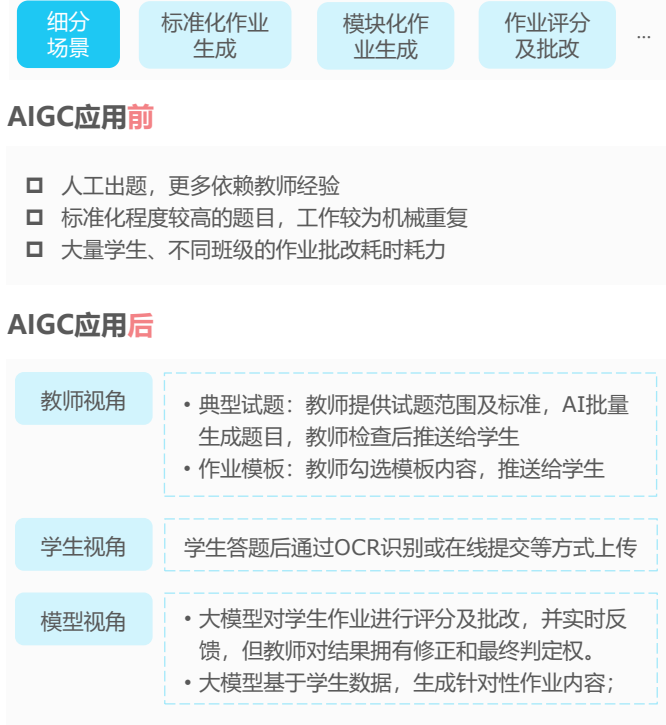 细分
场景
标准化作业
生成
模块化作
业生成
作业评分
及批改
...
AIGC应用前
人工出题，更多依赖教师经验
标准化程度较高的题目，工作较为机械重复
大量学生、不同班级的作业批改耗时耗力
AIGC应用后
教师视角
• 典型试题：教师提供试题范围及标准，AI批量
生成题目，教师检查后推送给学生
• 作业模板：教师勾选模板内容，推送给学生
学生视角
学生答题后通过OCR识别或在线提交等方式上传
模型视角
• 大模型对学生作业进行评分及批改，并实时反
馈，但教师对结果拥有修正和最终判定权。
• 大模型基于学生数据，生成针对性作业内容；